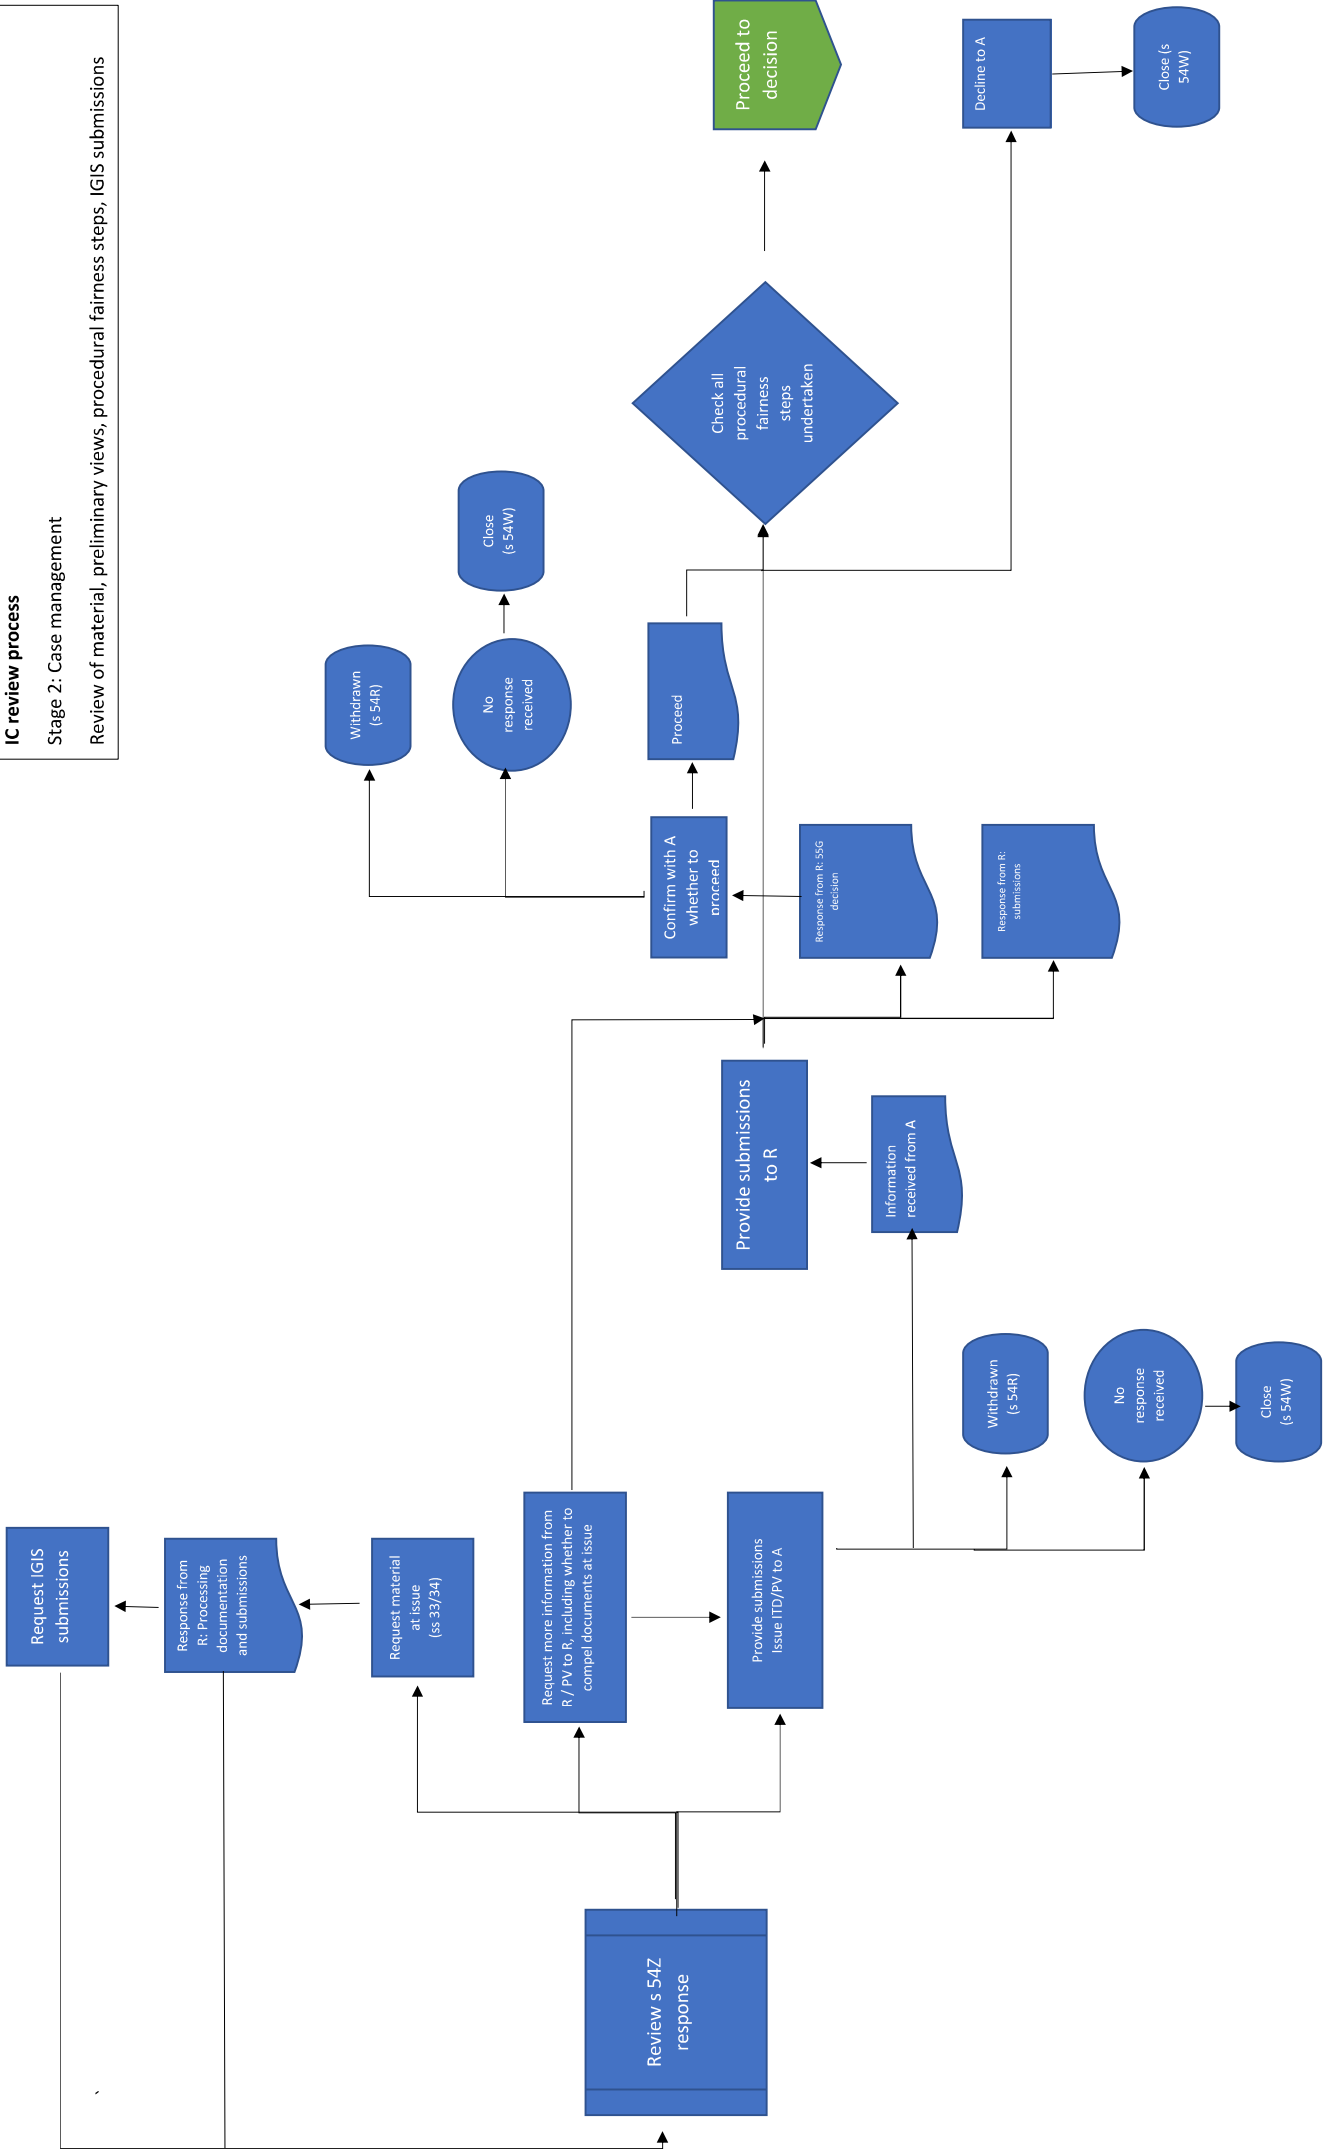 IC review process
Stage 2: Case management
Review of material, preliminary views, procedural fairness steps, IGIS submissions
Request IGIS
submissions
Response from
R: Processing
documentation
and submissions
Request material
at issue
(ss 33/34)
Review s 54Z
response
Request more information from
R / PV to R, including whether to
compel documents at issue
Provide submissions
Issue ITD/PV to A
Withdrawn
(s 54R)
No
response
received
Close
(s 54W)
Information
received from A
Provide submissions
to R
Response from R: 55G
decision
Response from R:
submissions
Confirm with A
whether to
proceed
Withdrawn
(s 54R)
No
response
received
Close
(s 54W)
Proceed
Check all
procedural
fairness
steps
undertaken
Proceed to
decision
Decline to A
Close (s
54W)